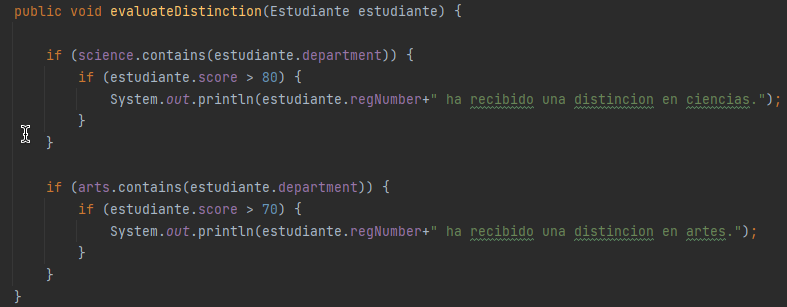 public void evaluateDistinction(Estudiante estudiante) {
if (science.contains(estudiante.department)) {
if (estudiante.score > 80) {
System.out.println(estudiante.regNumber+" ha recibido una distincion en ciencias.");
}
}
if (arts.contains(estudiante.department)) {
if (estudiante.score > 70) {
System.out.println(estudiante.regNumber+" ha recibido una distincion en artes.");
}
}
}